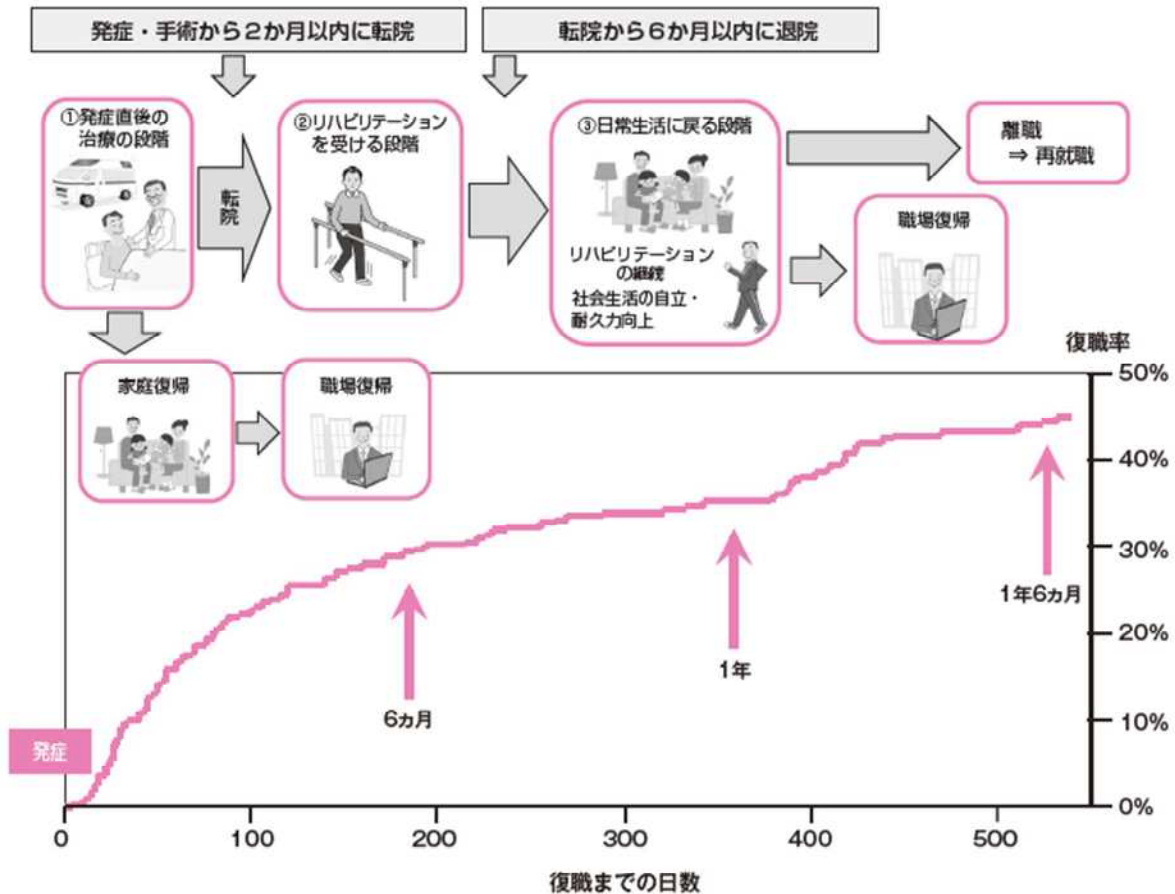 発症・手術から2か月以内に転院
転院から6か月以内に退院
①発症直後の
治療の段階
転院
②リハビリテーション
を受ける段階
③日常生活に戻る段階
リハビリテーション
の継続
社会生活の自立・
耐久力向上
離職
⇒ 再就職
職場復帰
家庭復帰
職場復帰
復職率
50%
40%
30%
20%
10%
0%
1年6ヵ月
1年
6ヵ月
発症
0
100
200
300
400
500
復職までの日数